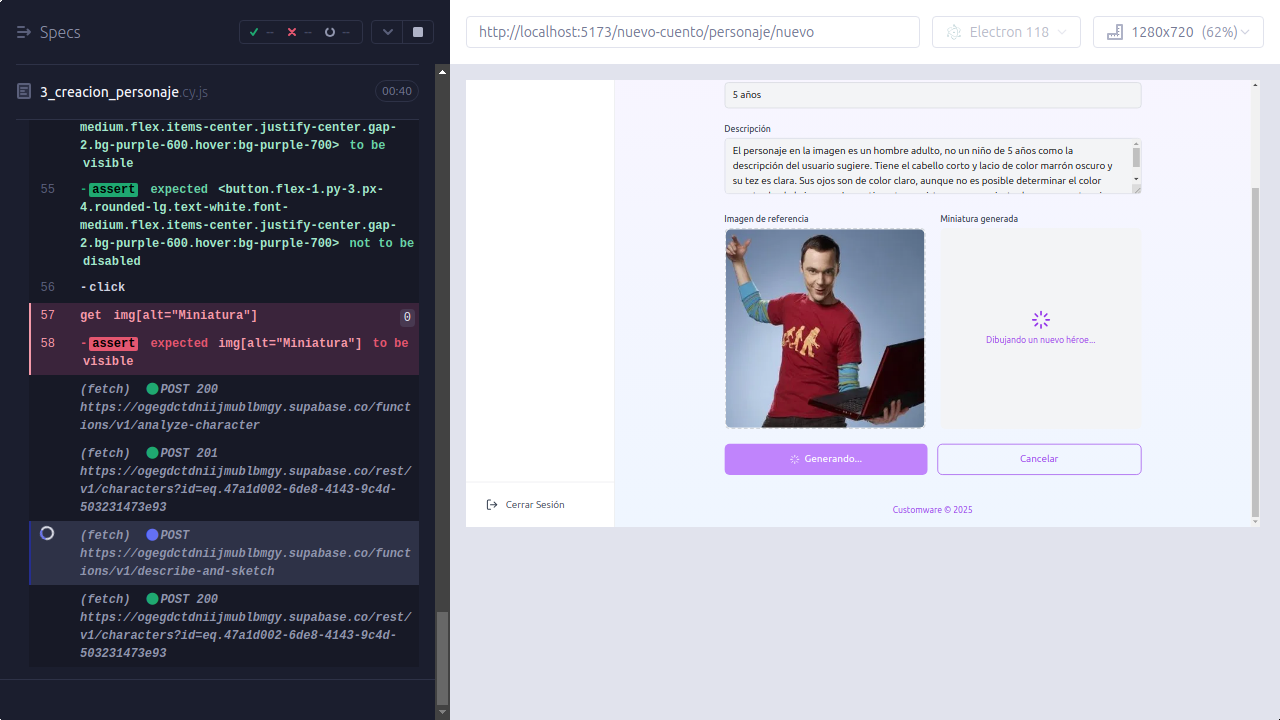 Specs
--
--
--
3_creacion_personaje.cy.js
00:40
medium.flex.items-center.justify-center.gap-
2.bg-purple-600.hover:bg-purple-700> to be
visible
55
-assert expected <button.flex-1.py-3.px-
4.rounded-lg.text-white.font-
medium.flex.items-center.justify-center.gap-
2.bg-purple-600.hover:bg-purple-700> not to be
disabled
56 -click
57 get img[alt="Miniatura"] 0
58 -assert expected img[alt="Miniatura"] to be
visible
(fetch) POST 200
https://ogegdctdniijmublbmgy.supabase.co/funct
ions/v1/analyze-character
(fetch) POST 201
https://ogegdctdniijmublbmgy.supabase.co/rest/
v1/characters?id=eq.47a1d002-6de8-4143-9c4d-
503231473e93
(fetch) POST
https://ogegdctdniijmublbmgy.supabase.co/funct
ions/v1/describe-and-sketch
(fetch) POST 200
https://ogegdctdniijmublbmgy.supabase.co/rest/
v1/characters?id=eq.47a1d002-6de8-4143-9c4d-
503231473e93
http://localhost:5173/nuevo-cuento/personaje/nuevo
Electron 118
1280x720 (62%)
5 años
Descripción
El personaje en la imagen es un hombre adulto, no un niño de 5 años como la
descripción del usuario sugiere. Tiene el cabello corto y lacio de color marrón oscuro y
su tez es clara. Sus ojos son de color claro, aunque no es posible determinar el color
Imagen de referencia
Miniatura generada
Dibujando un nuevo héroe...
Generando...
Cancelar
Cerrar Sesión
Customware © 2025